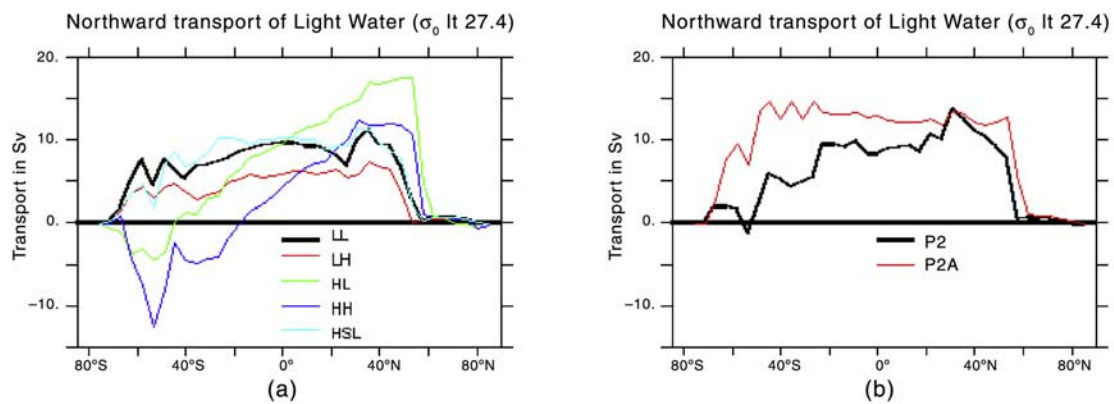 Northward transport of Light Water (σ₀ lt 27.4)
20.
10.
0.
−10.
Transport in Sv
LL
LH
HL
HH
HSL
80°S 40°S 0° 40°N 80°N
(a)
Northward transport of Light Water (σ₀ lt 27.4)
20.
10.
0.
−10.
Transport in Sv
P2
P2A
80°S 40°S 0° 40°N 80°N
(b)